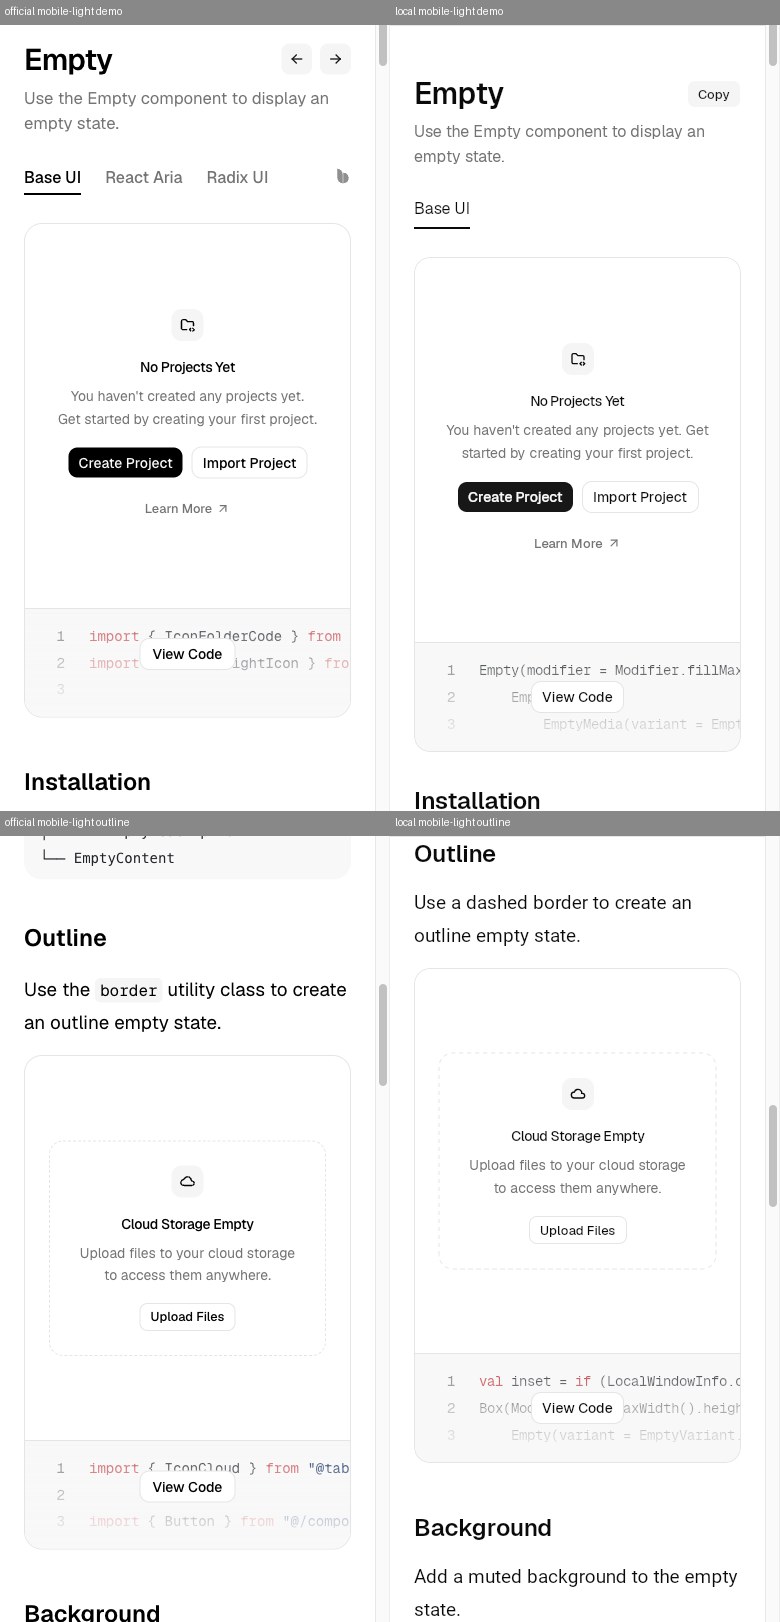 official mobile-light demo
Empty
Use the Empty component to display an
empty state.
Base UI React Aria Radix UI
No Projects Yet
You haven't created any projects yet.
Get started by creating your first project.
Create Project Import Project
Learn More
1 import { IconFolderCode } from
2 import ightIcon } fro
View Code
3
Installation
local mobile-light demo
Empty
Copy
Use the Empty component to display an
empty state.
Base UI
No Projects Yet
You haven't created any projects yet. Get
started by creating your first project.
Create Project Import Project
Learn More
1 Empty(modifier = Modifier.fillMax
2 Emp
View Code
3 EmptyMedia(variant = Empt
Installation
official mobile-light outline
└── EmptyContent
Outline
Use the border utility class to create
an outline empty state.
Cloud Storage Empty
Upload files to your cloud storage
to access them anywhere.
Upload Files
1 import { IconCloud } from "@tab
2
View Code
3 import { Button } from "@/compo
Background
local mobile-light outline
Outline
Use a dashed border to create an
outline empty state.
Cloud Storage Empty
Upload files to your cloud storage
to access them anywhere.
Upload Files
1 val inset = if (LocalWindowInfo.c
2 Box(Mod axWidth().heigh
View Code
3 Empty(variant = EmptyVariant.
Background
Add a muted background to the empty
state.